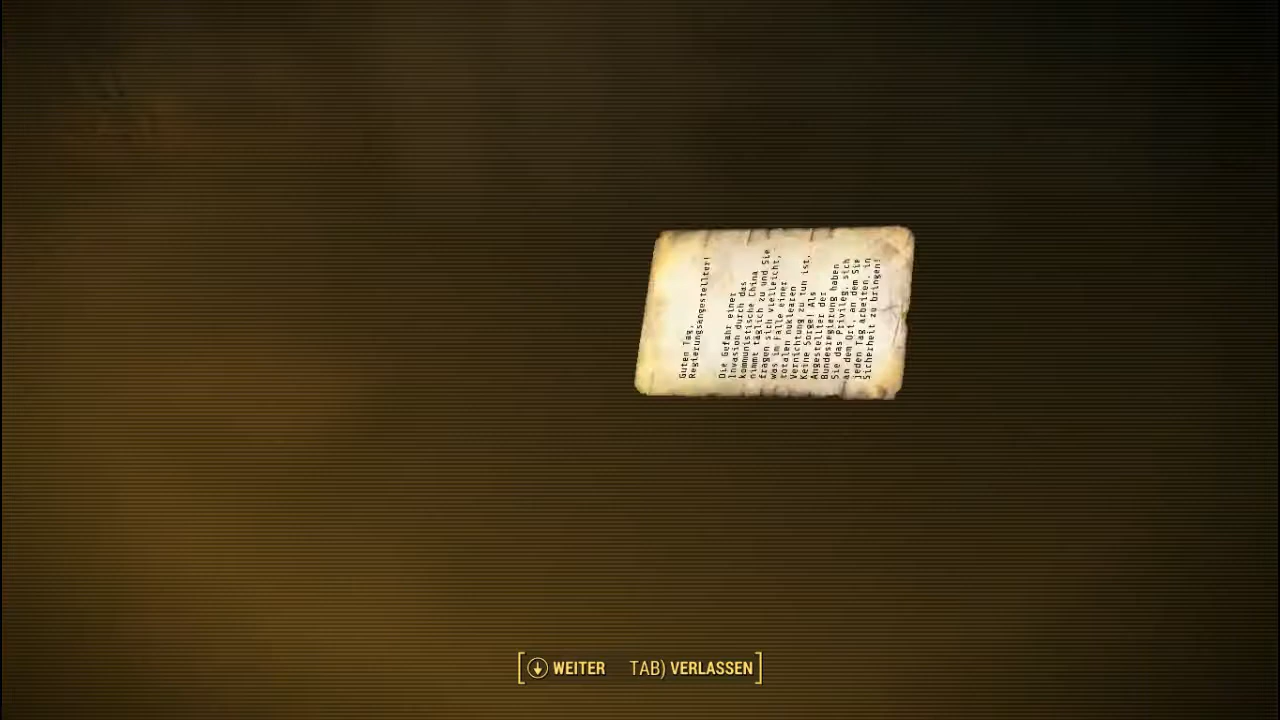 Guten Tag,
Regierungsangestellter!
Die Gefahr einer
Invasion durch das
kommunistische China
nimmt täglich zu und Sie
fragen sich vielleicht,
was im Falle einer
totalen nuklearen
Vernichtung zu tun ist.
Keine Sorge! Als
Angestellter der
Bundesregierung haben
Sie das Privileg, sich
an dem Ort, an dem Sie
jeden Tag arbeiten, in
Sicherheit zu bringen!
WEITER TAB) VERLASSEN